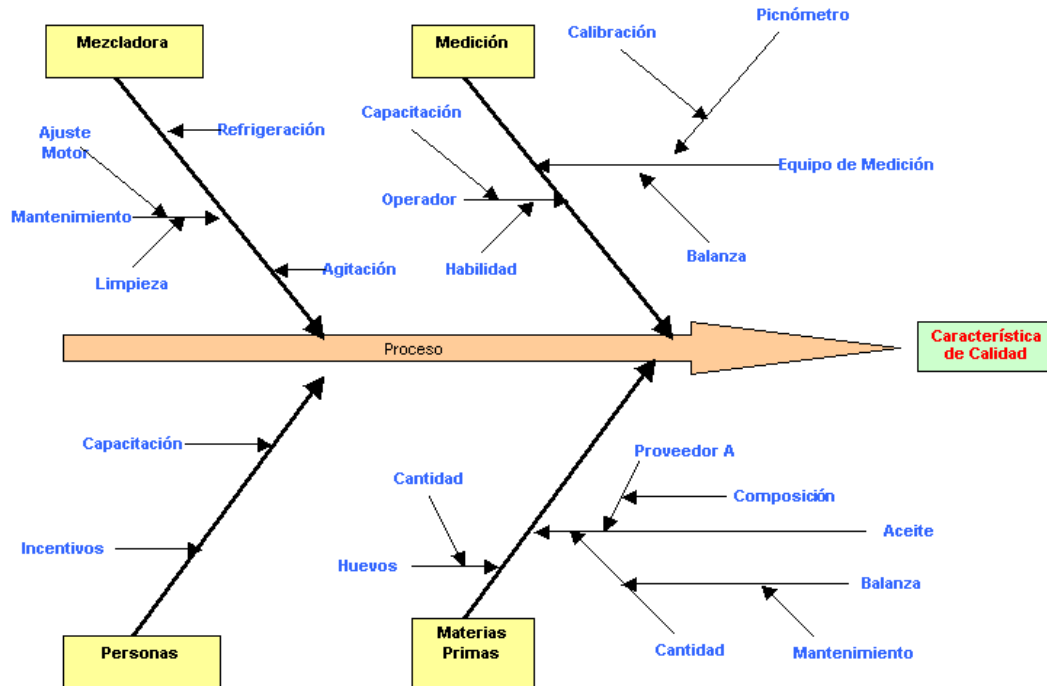 Picnómetro
Mezcladora
Medición
Calibración
Capacitación
Refrigeración
Ajuste
Motor
Equipo de Medición
Operador
Mantenimiento
Balanza
Agitación
Habilidad
Limpieza
Proceso
Característica
de Calidad
Capacitación
Proveedor A
Cantidad
Composición
Aceite
Incentivos
Huevos
Balanza
Materias
Primas
Personas
Cantidad
Mantenimiento